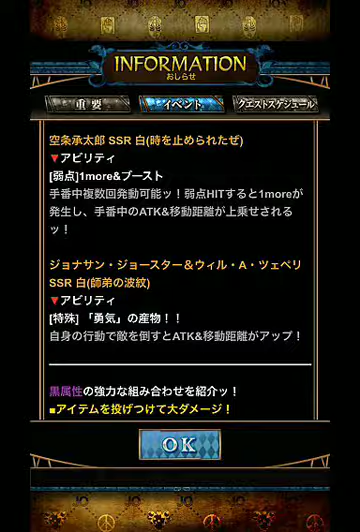 INFORMATION
おしらせ
重要
イベント
クエストスケジュール
空条承太郎 SSR 白(時を止められたぜ)
▼アビリティ
[弱点]1more&ブースト
手番中複数回発動可能ッ！弱点HITすると1moreが
発生し、手番中のATK&移動距離が上乗せされる
ッ！
ジョナサン・ジョースター＆ウィル・A・ツェペリ
SSR 白(師弟の波紋)
▼アビリティ
[特殊] 「勇気」の産物！！
自身の行動で敵を倒すとATK&移動距離がアップ！
黒属性の強力な組み合わせを紹介ッ！
■アイテムを投げつけて大ダメージ！
OK